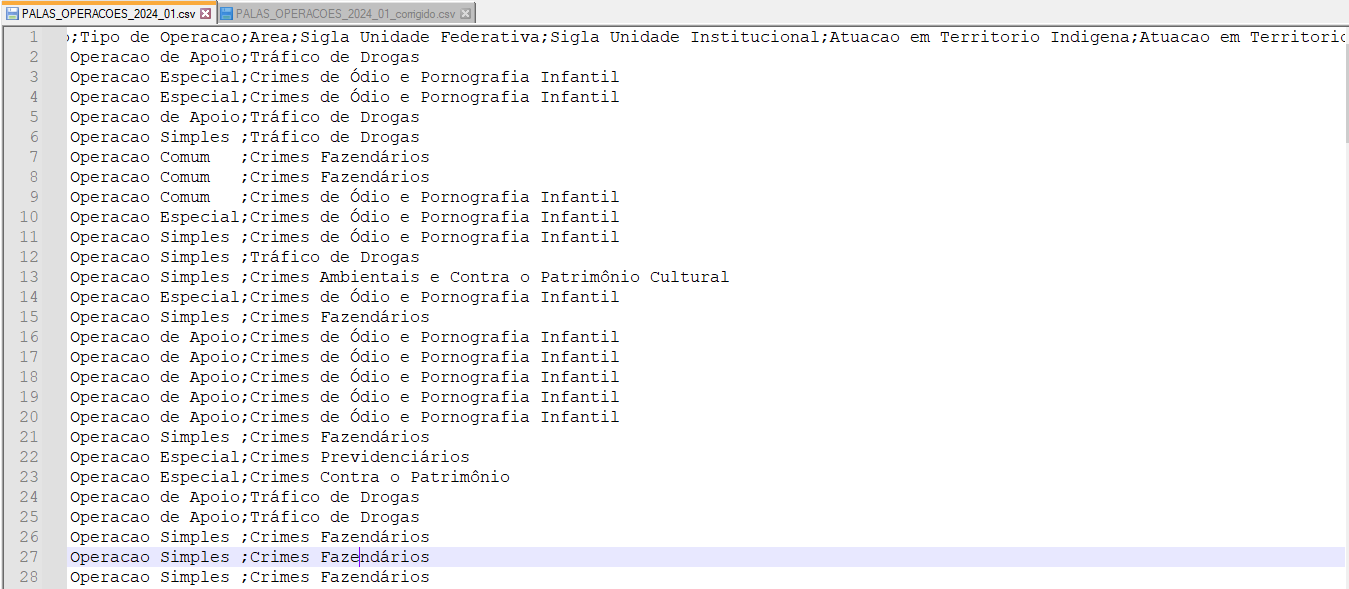 PALAS_OPERACOES_2024_01.csv PALAS_OPERACOES_2024_01_corrigido.csv
1 ;Tipo de Operacao;Area;Sigla Unidade Federativa;Sigla Unidade Institucional;Atuacao em Territorio Indigena;Atuacao em Territorio
2 Operacao de Apoio;Tráfico de Drogas
3 Operacao Especial;Crimes de Ódio e Pornografia Infantil
4 Operacao Especial;Crimes de Ódio e Pornografia Infantil
5 Operacao de Apoio;Tráfico de Drogas
6 Operacao Simples ;Tráfico de Drogas
7 Operacao Comum   ;Crimes Fazendários
8 Operacao Comum   ;Crimes Fazendários
9 Operacao Comum   ;Crimes de Ódio e Pornografia Infantil
10 Operacao Especial;Crimes de Ódio e Pornografia Infantil
11 Operacao Simples ;Crimes de Ódio e Pornografia Infantil
12 Operacao Simples ;Tráfico de Drogas
13 Operacao Simples ;Crimes Ambientais e Contra o Patrimônio Cultural
14 Operacao Especial;Crimes de Ódio e Pornografia Infantil
15 Operacao Simples ;Crimes Fazendários
16 Operacao de Apoio;Crimes de Ódio e Pornografia Infantil
17 Operacao de Apoio;Crimes de Ódio e Pornografia Infantil
18 Operacao de Apoio;Crimes de Ódio e Pornografia Infantil
19 Operacao de Apoio;Crimes de Ódio e Pornografia Infantil
20 Operacao de Apoio;Crimes de Ódio e Pornografia Infantil
21 Operacao Simples ;Crimes Fazendários
22 Operacao Especial;Crimes Previdenciários
23 Operacao Especial;Crimes Contra o Patrimônio
24 Operacao de Apoio;Tráfico de Drogas
25 Operacao de Apoio;Tráfico de Drogas
26 Operacao Simples ;Crimes Fazendários
27 Operacao Simples ;Crimes Fazendários
28 Operacao Simples ;Crimes Fazendários